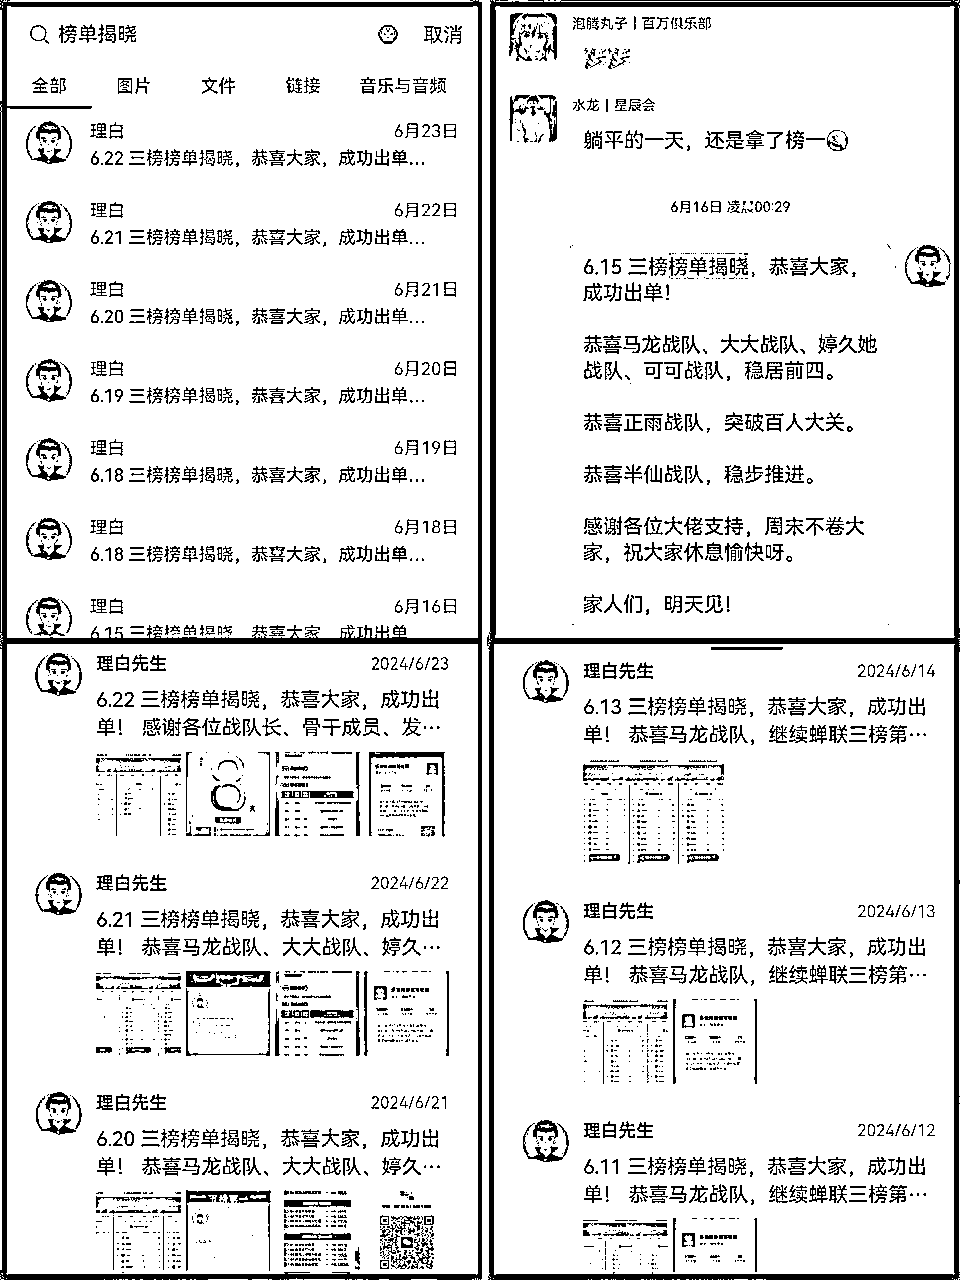 榜单揭晓
取消
全部 图片 文件 链接 音乐与音频
理白 6月23日
6.22 三榜榜单揭晓，恭喜大家，成功出单...
理白 6月22日
6.21 三榜榜单揭晓，恭喜大家，成功出单...
理白 6月21日
6.20 三榜榜单揭晓，恭喜大家，成功出单...
理白 6月20日
6.19 三榜榜单揭晓，恭喜大家，成功出单...
理白 6月19日
6.18 三榜榜单揭晓，恭喜大家，成功出单...
理白 6月18日
6.18 三榜榜单揭晓，恭喜大家，成功出单...
理白 6月16日
6.15 三榜榜单揭晓，恭喜大家，成功出单
泡腾丸子丨百万俱乐部
水龙丨星辰会
躺平的一天，还是拿了榜一
6月16日 凌晨00:29
6.15 三榜榜单揭晓，恭喜大家，
成功出单！
恭喜马龙战队、大大战队、婷久她
战队、可可战队，稳居前四。
恭喜正雨战队，突破百人大关。
恭喜半仙战队，稳步推进。
感谢各位大佬支持，周末不卷大
家，祝大家休息愉快呀。
家人们，明天见！
理白先生 2024/6/23
6.22 三榜榜单揭晓，恭喜大家，成功出
单！ 感谢各位战队长、骨干成员、发…
理白先生 2024/6/22
6.21 三榜榜单揭晓，恭喜大家，成功出
单！ 恭喜马龙战队、大大战队、婷久…
理白先生 2024/6/21
6.20 三榜榜单揭晓，恭喜大家，成功出
单！ 恭喜马龙战队、大大战队、婷久…
理白先生 2024/6/14
6.13 三榜榜单揭晓，恭喜大家，成功出
单！ 恭喜马龙战队，继续蝉联三榜第…
理白先生 2024/6/13
6.12 三榜榜单揭晓，恭喜大家，成功出
单！ 恭喜马龙战队，继续蝉联三榜第…
理白先生 2024/6/12
6.11 三榜榜单揭晓，恭喜大家，成功出
单！ 恭喜马龙战队，继续蝉联三榜第…